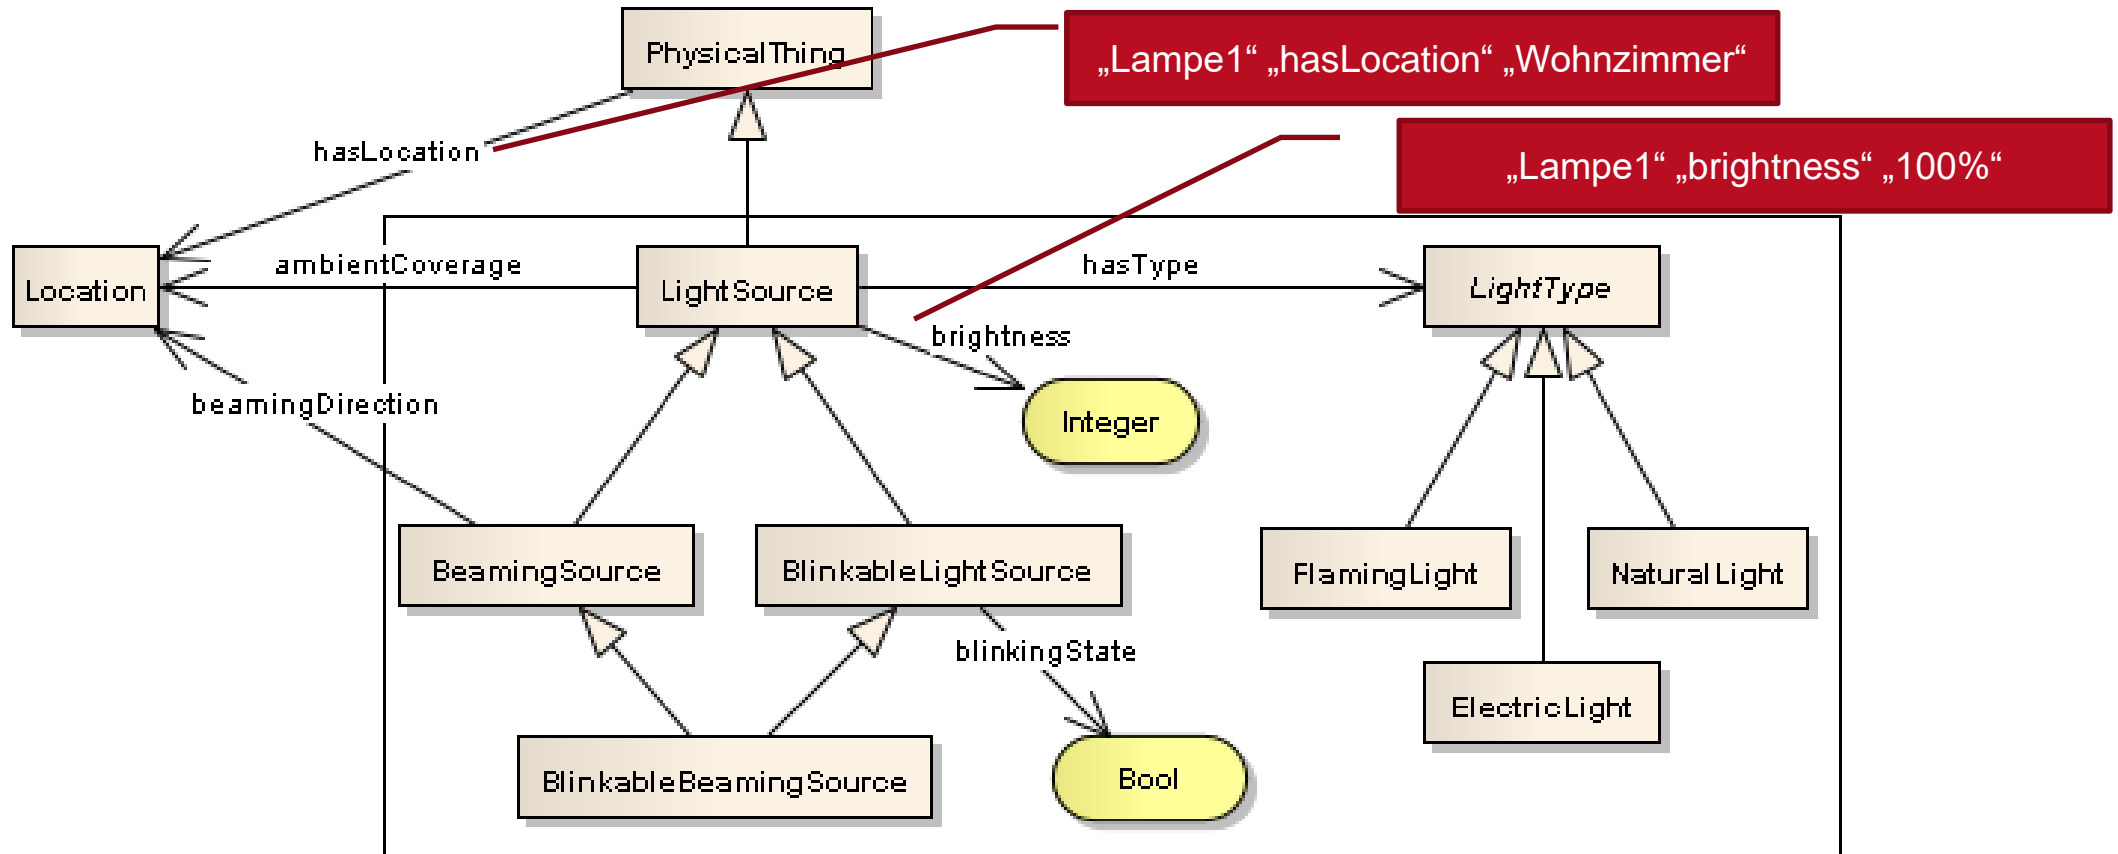 PhysicalThing
„Lampe1“ „hasLocation“ „Wohnzimmer“
hasLocation
„Lampe1“ „brightness“ „100%“
Location
ambientCoverage
LightSource
hasType
LightType
brightness
beamingDirection
Integer
BeamingSource
BlinkableLightSource
FlamingLight
NaturalLight
blinkingState
ElectricLight
BlinkableBeamingSource
Bool